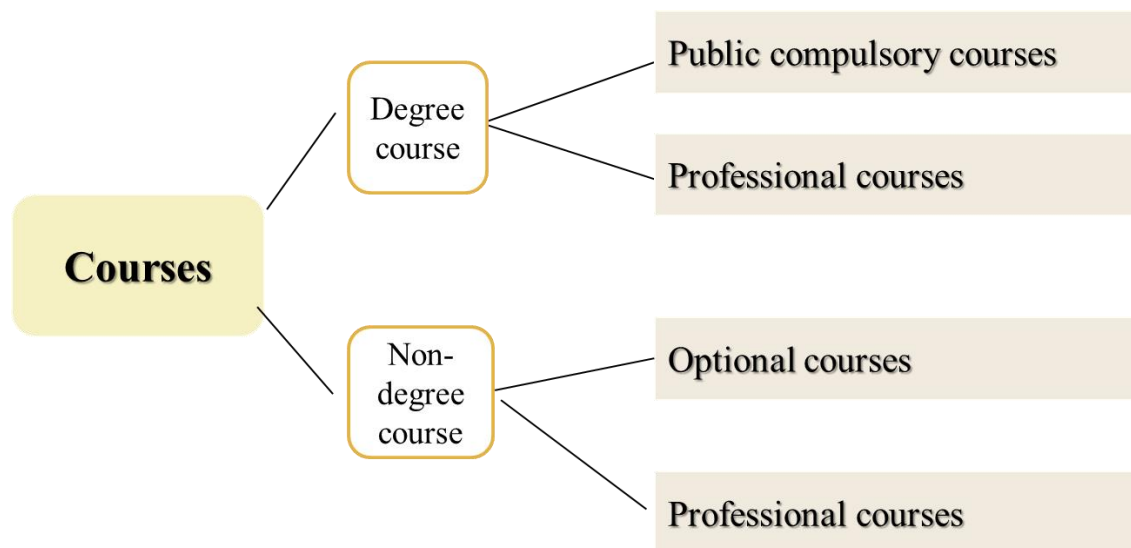 Courses
Degree
course
Public compulsory courses
Professional courses
Non-
degree
course
Optional courses
Professional courses